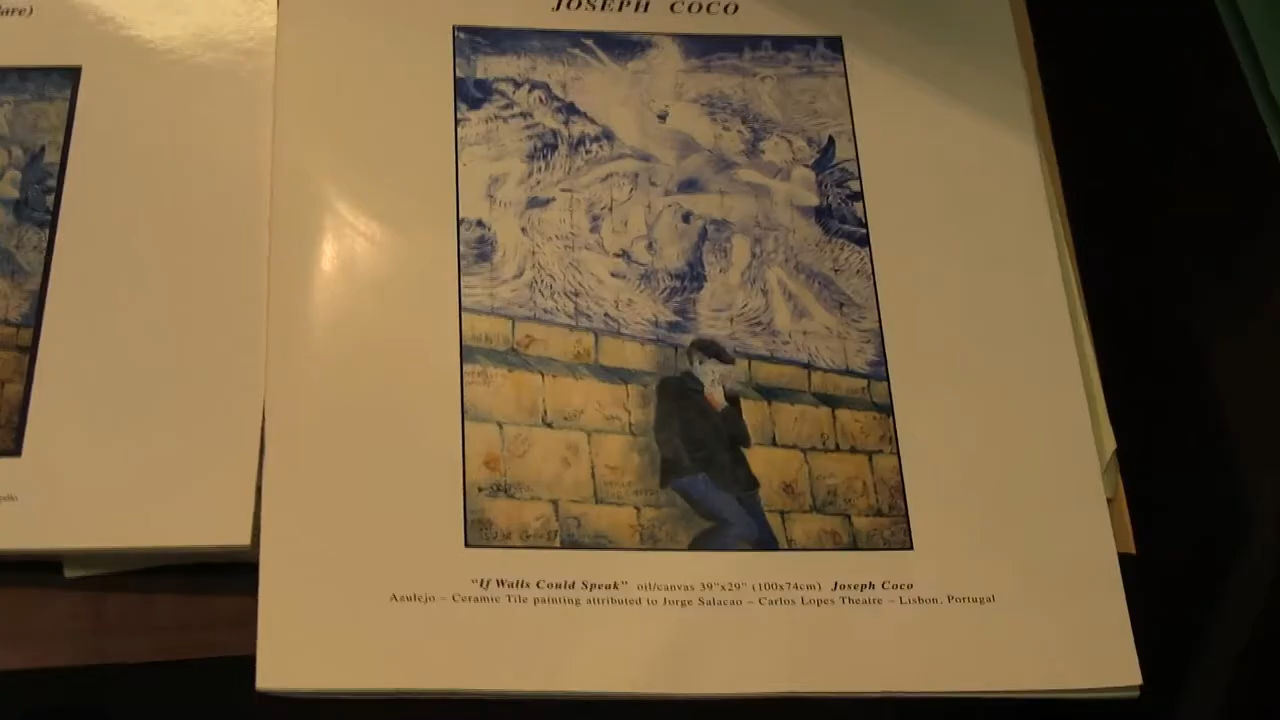 JOSEPH COCO
"If Walls Could Speak" oil/canvas 39"x29" (100x74cm) Joseph Coco
Azulejo – Ceramic Tile painting attributed to Jorge Salacao – Carlos Lopes Theatre – Lisbon, Portugal